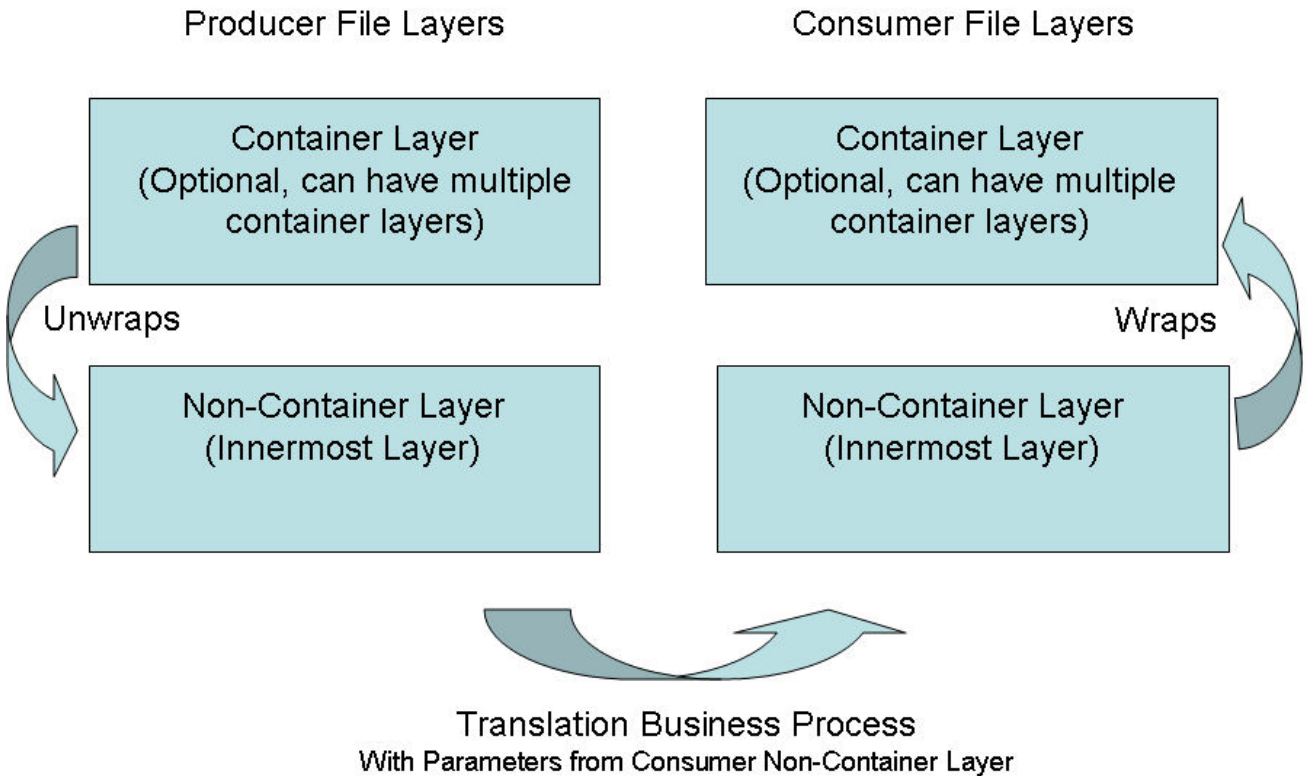 Producer File Layers
Consumer File Layers
Container Layer
(Optional, can have multiple
container layers)
Container Layer
(Optional, can have multiple
container layers)
Unwraps
Wraps
Non-Container Layer
(Innermost Layer)
Non-Container Layer
(Innermost Layer)
Translation Business Process
With Parameters from Consumer Non-Container Layer